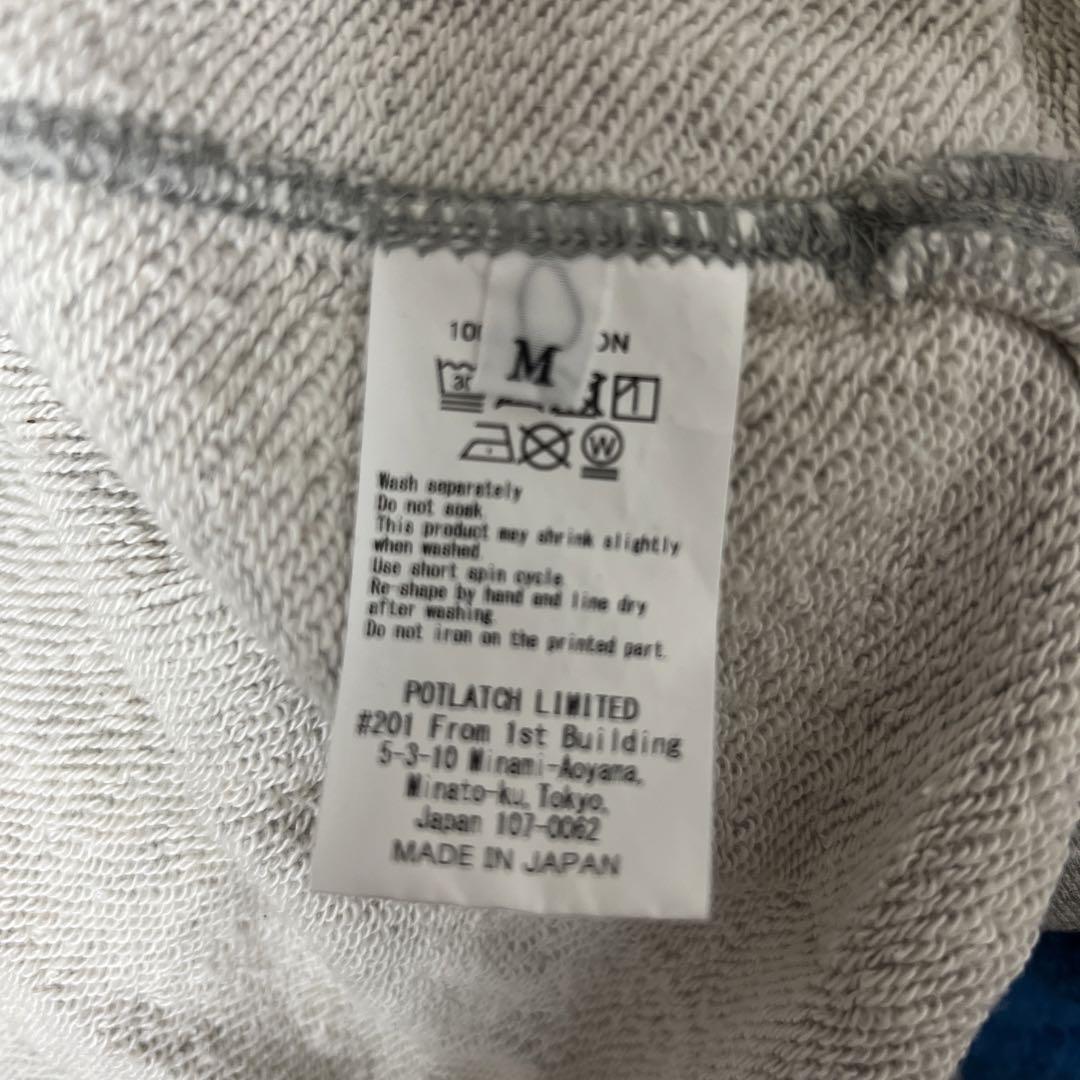 M
Wash separately
Do not soak
This product may shrink slightly
when washed.
Use short spin cycle
Re-shape by hand and line dry
after washing.
Do not iron on the printed part.
POTLATCH LIMITED
#201 From 1st Building
5-3-10 Minami-Aoyama,
Minato-ku, Tokyo,
Japan 107-0062
MADE IN JAPAN